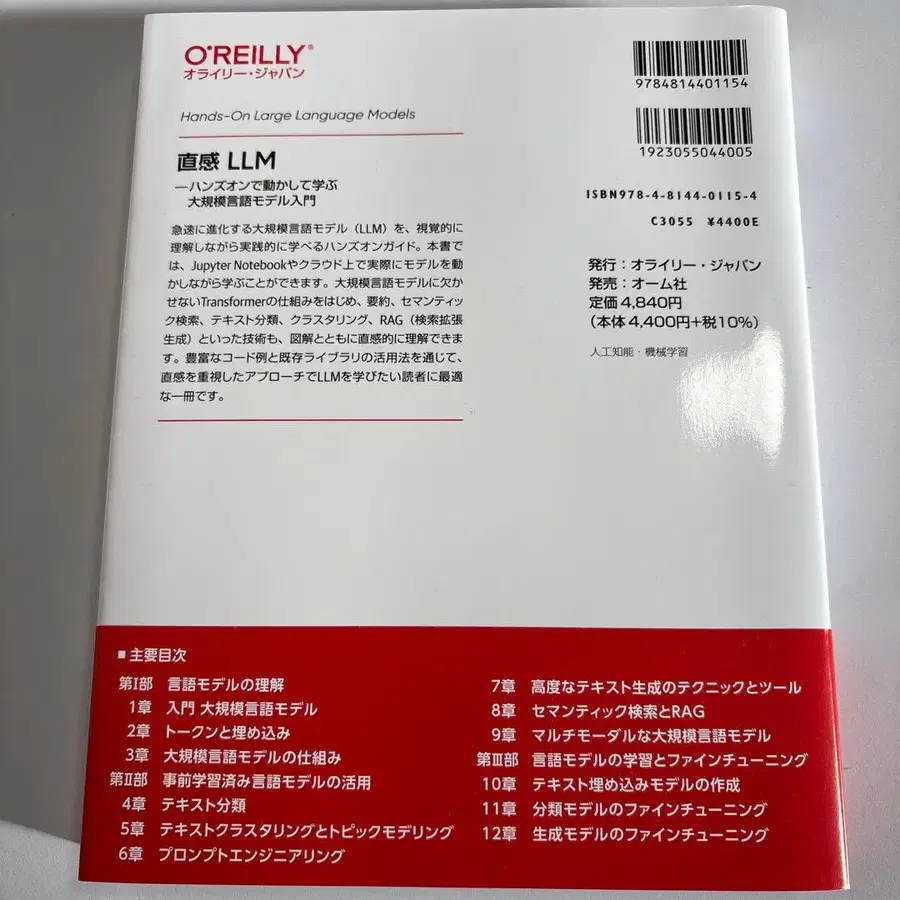 O'REILLY®
オライリー・ジャパン
Hands-On Large Language Models
直感 LLM
―ハンズオンで動かして学ぶ
大規模言語モデル入門
急速に進化する大規模言語モデル（LLM）を、視覚的に
理解しながら実践的に学べるハンズオンガイド。本書で
は、Jupyter Notebookやクラウド上で実際にモデルを動
かしながら学ぶことができます。大規模言語モデルに欠か
せないTransformerの仕組みをはじめ、要約、セマンティッ
ク検索、テキスト分類、クラスタリング、RAG（検索拡張
生成）といった技術も、図解とともに直感的に理解できま
す。豊富なコード例と既存ライブラリの活用法を通じて、
直感を重視したアプローチでLLMを学びたい読者に最適
な一冊です。
9784814401154
1923055044005
ISBN978-4-8144-0115-4
C3055 ¥4400E
発行：オライリー・ジャパン
発売：オーム社
定価4,840円
（本体4,400円+税10%）
人工知能・機械学習
■ 主要目次
第Ⅰ部 言語モデルの理解
1章 入門 大規模言語モデル
2章 トークンと埋め込み
3章 大規模言語モデルの仕組み
第Ⅱ部 事前学習済み言語モデルの活用
4章 テキスト分類
5章 テキストクラスタリングとトピックモデリング
6章 プロンプトエンジニアリング
7章 高度なテキスト生成のテクニックとツール
8章 セマンティック検索とRAG
9章 マルチモーダルな大規模言語モデル
第Ⅲ部 言語モデルの学習とファインチューニング
10章 テキスト埋め込みモデルの作成
11章 分類モデルのファインチューニング
12章 生成モデルのファインチューニング